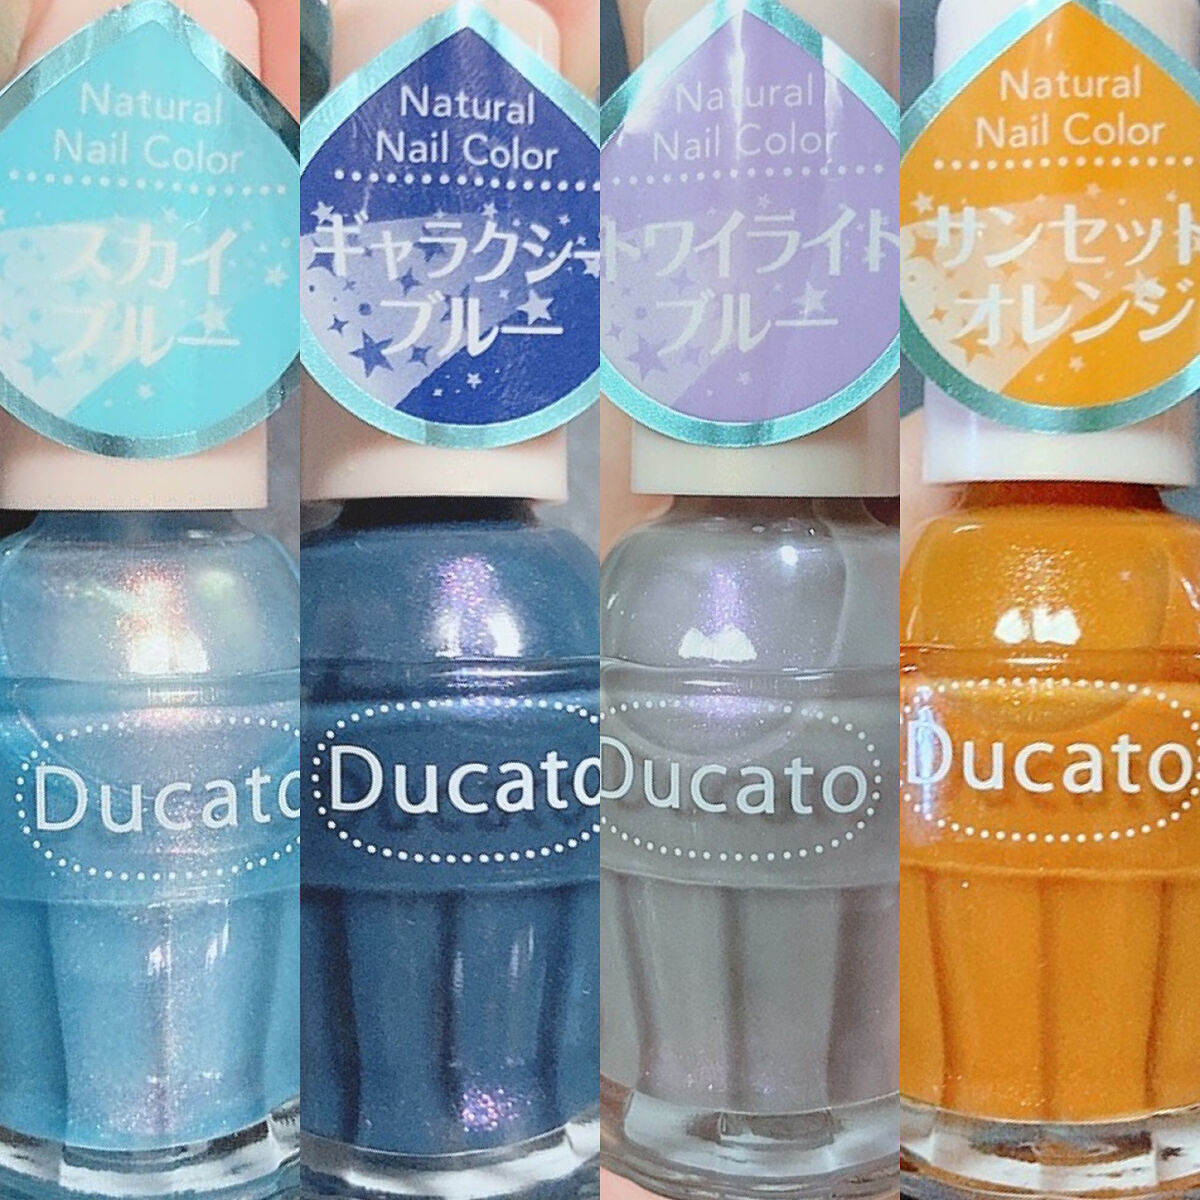 Natural
Nail Color
スカイ
ブルー
Ducato
Natural
Nail Color
ギャラクシー
ブルー
Ducato
Natural
Nail Color
トワイライト
ブルー
Ducato
Natural
Nail Color
サンセット
オレンジ
Ducato